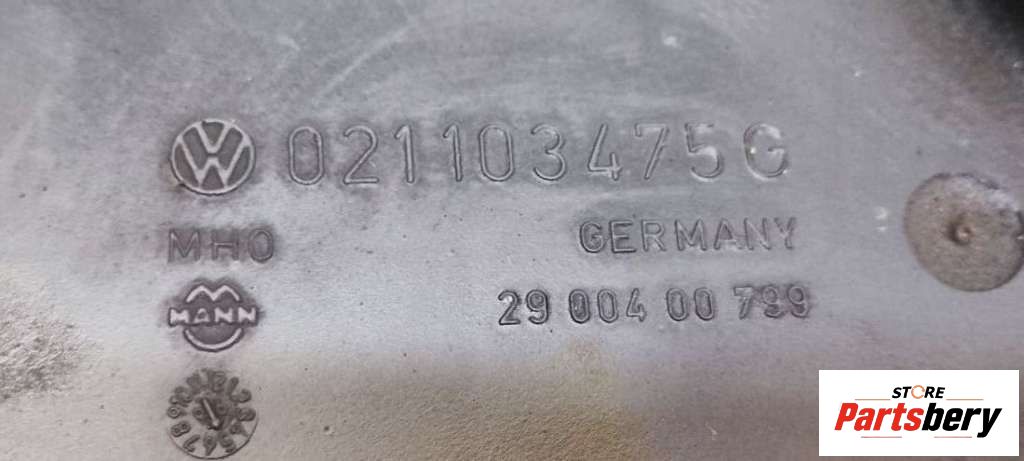 021103475G
MHO
GERMANY
MANN
29 004 00 799
STORE
Partsbery